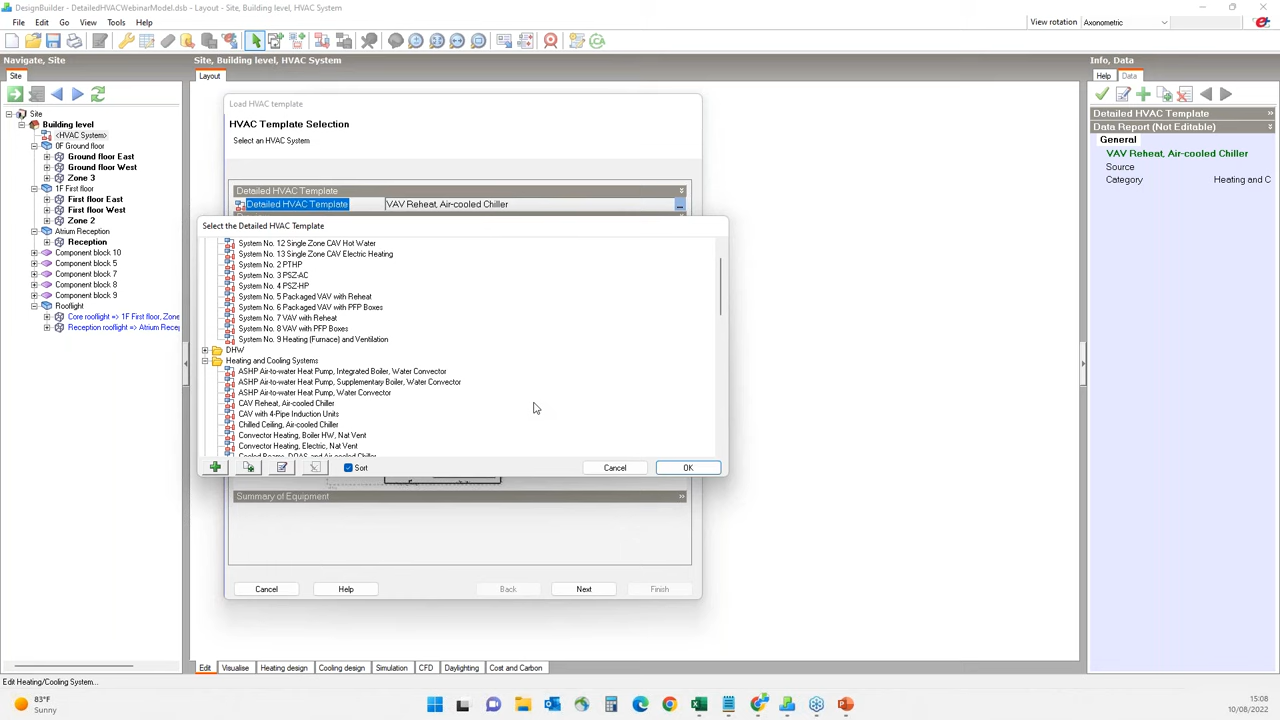 DesignBuilder - DetailedHVACWebinarModel.dsb - Layout - Site, Building level, HVAC System
File Edit Go View Tools Help
View rotation Axonometric
Navigate, Site
Site, Building level, HVAC System
Info, Data
Site
Layout
Help Data
Site
Building level
<HVAC System>
0F Ground floor
Ground floor East
Ground floor West
Zone 3
1F First floor
First floor East
First floor West
Zone 2
Atrium Reception
Reception
Component block 10
Component block 5
Component block 7
Component block 8
Component block 9
Rooflight
Core rooflight => 1F First floor, Zone
Reception rooflight => Atrium Recep
Load HVAC template
HVAC Template Selection
Select an HVAC System
Detailed HVAC Template
Detailed HVAC Template VAV Reheat, Air-cooled Chiller
Select the Detailed HVAC Template
System No. 12 Single Zone CAV Hot Water
System No. 13 Single Zone CAV Electric Heating
System No. 2 PTHP
System No. 3 PSZ-AC
System No. 4 PSZ-HP
System No. 5 Packaged VAV with Reheat
System No. 6 Packaged VAV with PFP Boxes
System No. 7 VAV with Reheat
System No. 8 VAV with PFP Boxes
System No. 9 Heating (Furnace) and Ventilation
DHW
Heating and Cooling Systems
ASHP Air-to-water Heat Pump, Integrated Boiler, Water Convector
ASHP Air-to-water Heat Pump, Supplementary Boiler, Water Convector
ASHP Air-to-water Heat Pump, Water Convector
CAV Reheat, Air-cooled Chiller
CAV with 4-Pipe Induction Units
Chilled Ceiling, Air-cooled Chiller
Convector Heating, Boiler HW, Nat Vent
Convector Heating, Electric, Nat Vent
Cooled Beams, DOAS, and Air-cooled Chiller
Sort
Cancel OK
Summary of Equipment
Cancel Help Back Next Finish
Detailed HVAC Template
Data Report (Not Editable)
General
VAV Reheat, Air-cooled Chiller
Source
Category Heating and C
Edit Visualise Heating design Cooling design Simulation CFD Daylighting Cost and Carbon
Edit Heating/Cooling System...
83°F
Sunny
15:08
10/08/2022